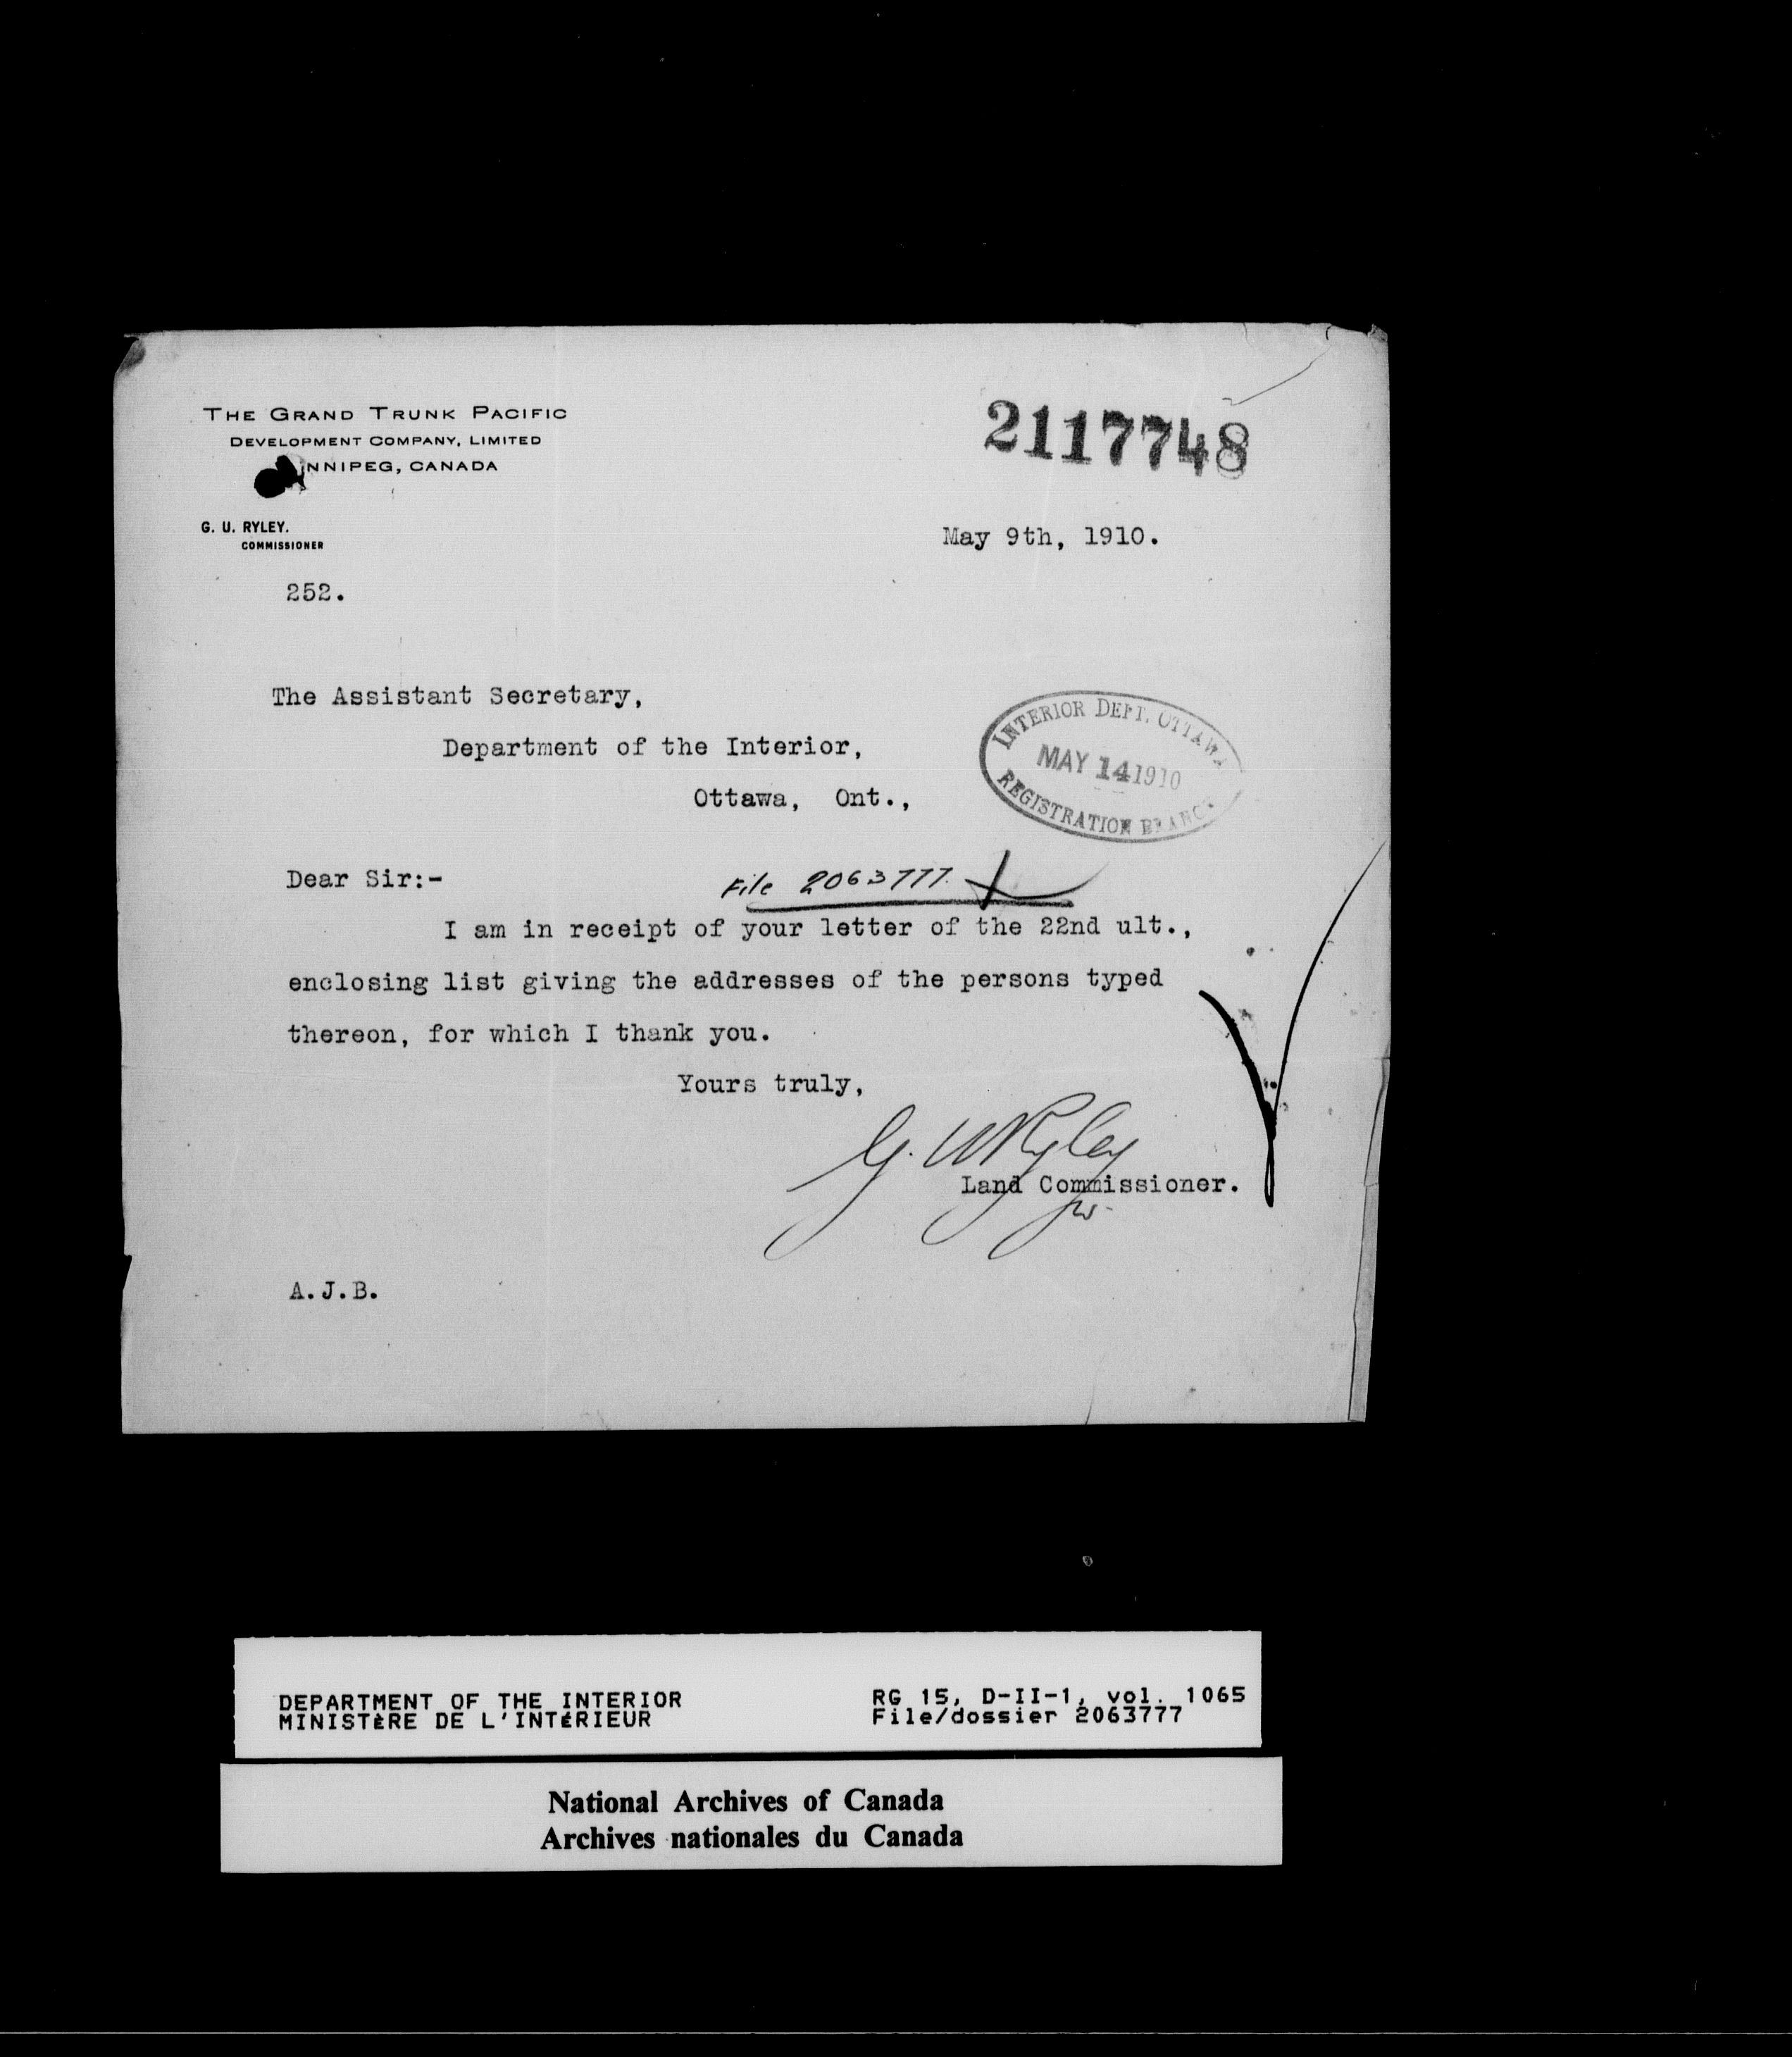 THE GRAND TRUNK PACIFIC
DEVELOPMENT COMPANY, LIMITED
NNIPEG, CANADA
2117748
G. U. RYLEY.
COMMISSIONER
May 9th, 1910.
252.
The Assistant Secretary,
Department of the Interior,
Ottawa, Ont.,
INTERIOR DEPT. OTTAWA
MAY 14 1910
REGISTRATION BRANCH
Dear Sir:-
File 2063777
I am in receipt of your letter of the 22nd ult.,
enclosing list giving the addresses of the persons typed
thereon, for which I thank you.
Yours truly,
G. U Ryley
Land Commissioner.
A.J.B.
DEPARTMENT OF THE INTERIOR
MINISTÈRE DE L'INTÉRIEUR
RG 15, D-II-1, vol. 1065
File/dossier 2063777
National Archives of Canada
Archives nationales du Canada